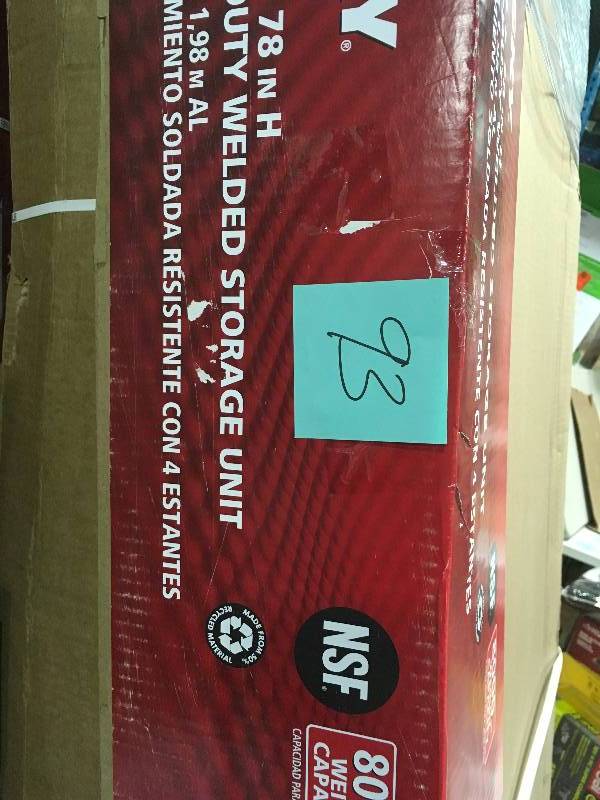 Y®
78 IN H
DUTY WELDED STORAGE UNIT
1,98 M AL
MIENTO SOLDADA RESISTENTE CON 4 ESTANTES
93
MADE FROM 50%
RECYCLED MATERIAL
NSF®
80
WEI
CAPA
CAPACIDAD PAR